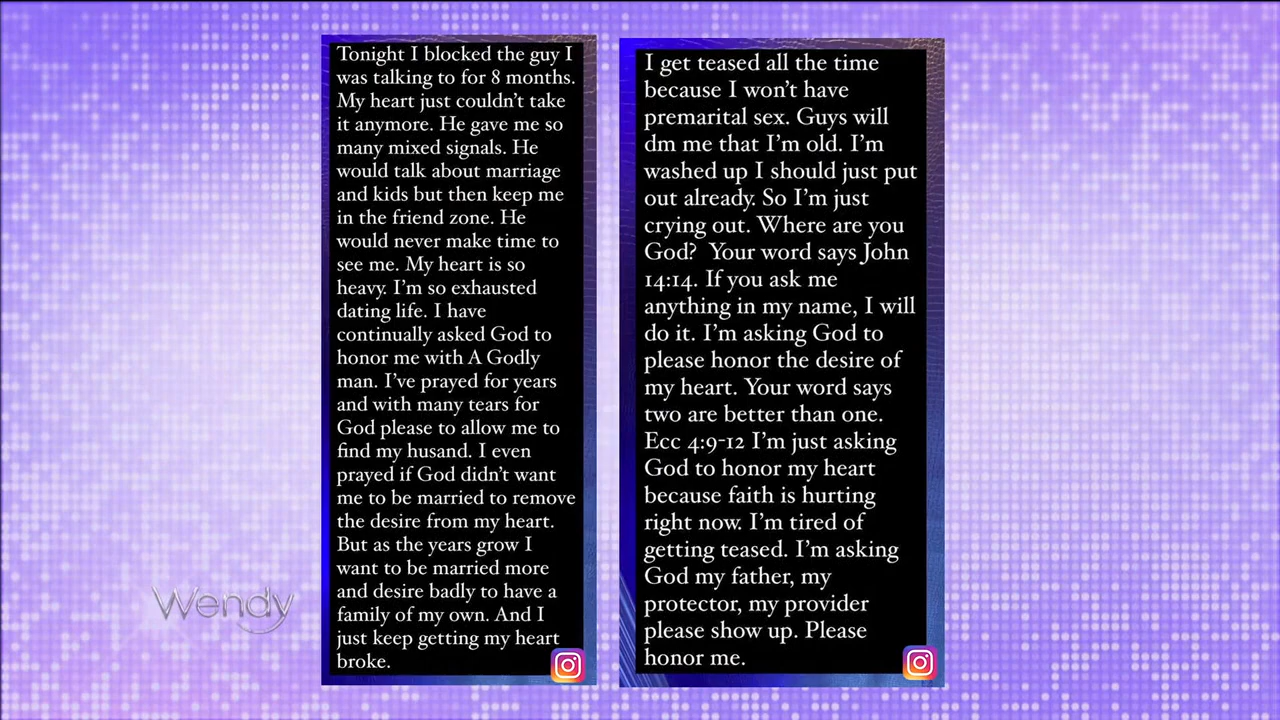 Tonight I blocked the guy I
was talking to for 8 months.
My heart just couldn't take
it anymore. He gave me so
many mixed signals. He
would talk about marriage
and kids but then keep me
in the friend zone. He
would never make time to
see me. My heart is so
heavy. I'm so exhausted
dating life. I have
continually asked God to
honor me with A Godly
man. I've prayed for years
and with many tears for
God please to allow me to
find my husand. I even
prayed if God didn't want
me to be married to remove
the desire from my heart.
But as the years grow I
want to be married more
and desire badly to have a
family of my own. And I
just keep getting my heart
broke.
I get teased all the time
because I won't have
premarital sex. Guys will
dm me that I'm old. I'm
washed up I should just put
out already. So I'm just
crying out. Where are you
God?  Your word says John
14:14. If you ask me
anything in my name, I will
do it. I'm asking God to
please honor the desire of
my heart. Your word says
two are better than one.
Ecc 4:9-12 I'm just asking
God to honor my heart
because faith is hurting
right now. I'm tired of
getting teased. I'm asking
God my father, my
protector, my provider
please show up. Please
honor me.
Wendy